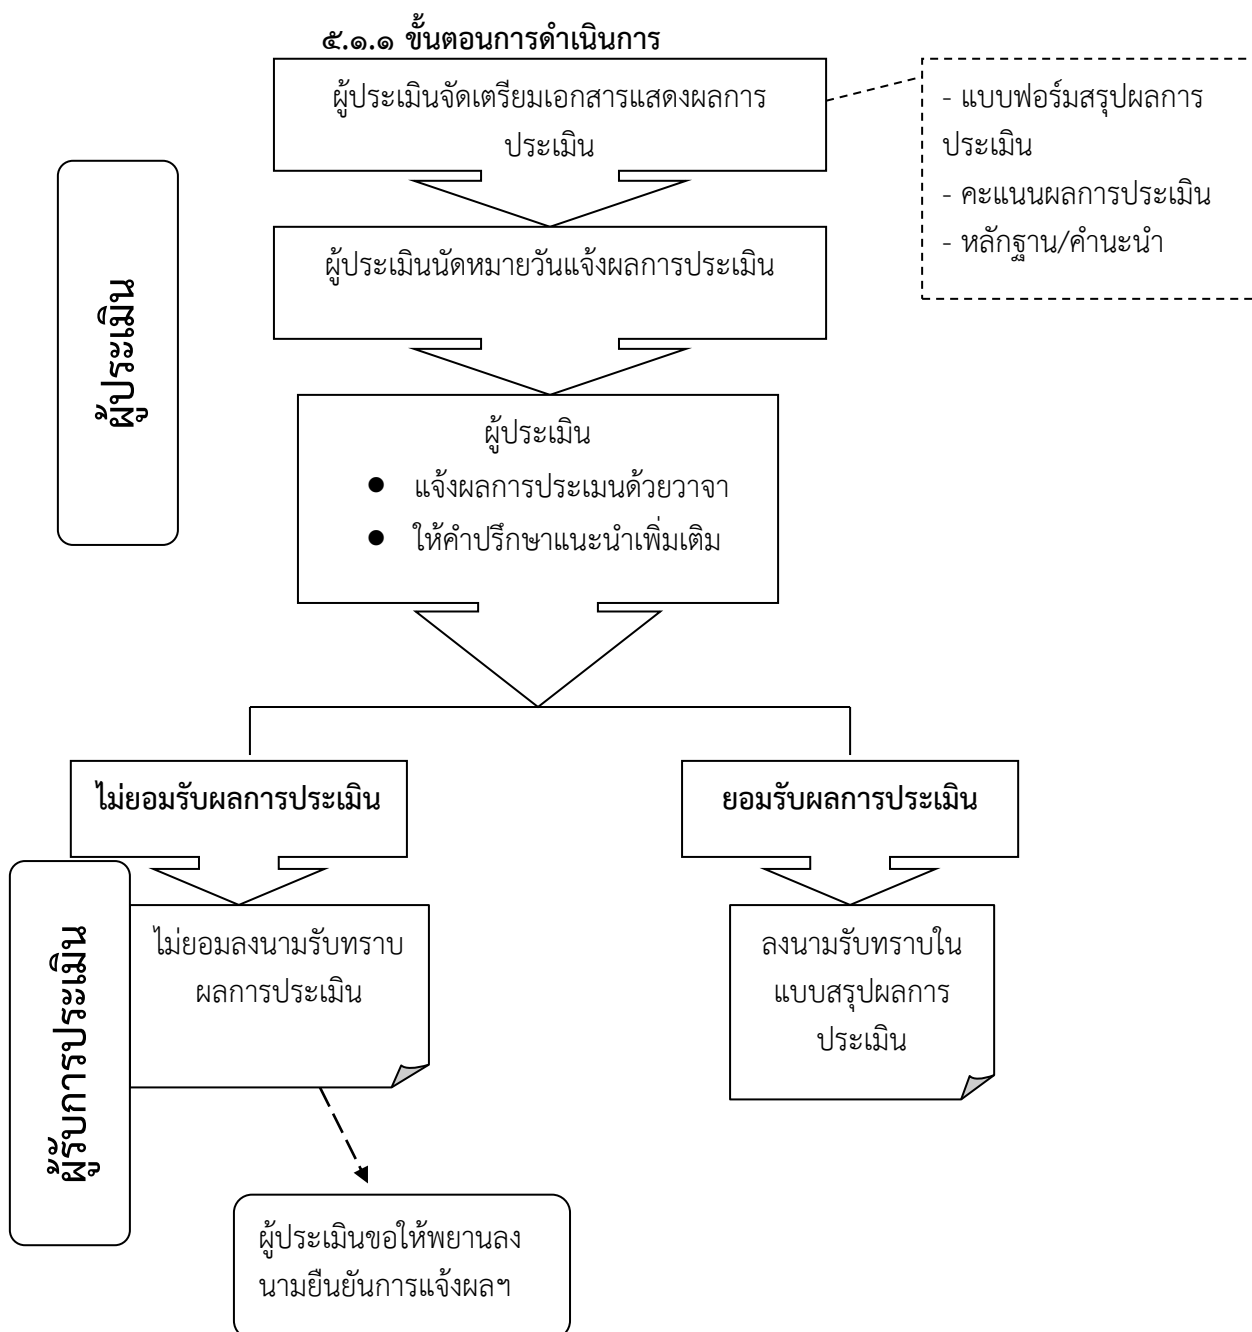 ๕.๑.๑ ขั้นตอนการดำเนินการ
ผู้ประเมินจัดเตรียมเอกสารแสดงผลการ
ประเมิน
- แบบฟอร์มสรุปผลการ
ประเมิน
- คะแนนผลการประเมิน
- หลักฐาน/คำนะนำ
ผู้ประเมินนัดหมายวันแจ้งผลการประเมิน
ผู้ประเมิน
ผู้ประเมิน
● แจ้งผลการประเมนด้วยวาจา
● ให้คำปรึกษาแนะนำเพิ่มเติม
ไม่ยอมรับผลการประเมิน
ยอมรับผลการประเมิน
ผู้รับการประเมิน
ไม่ยอมลงนามรับทราบ
ผลการประเมิน
ลงนามรับทราบใน
แบบสรุปผลการ
ประเมิน
ผู้ประเมินขอให้พยานลง
นามยืนยันการแจ้งผลฯ